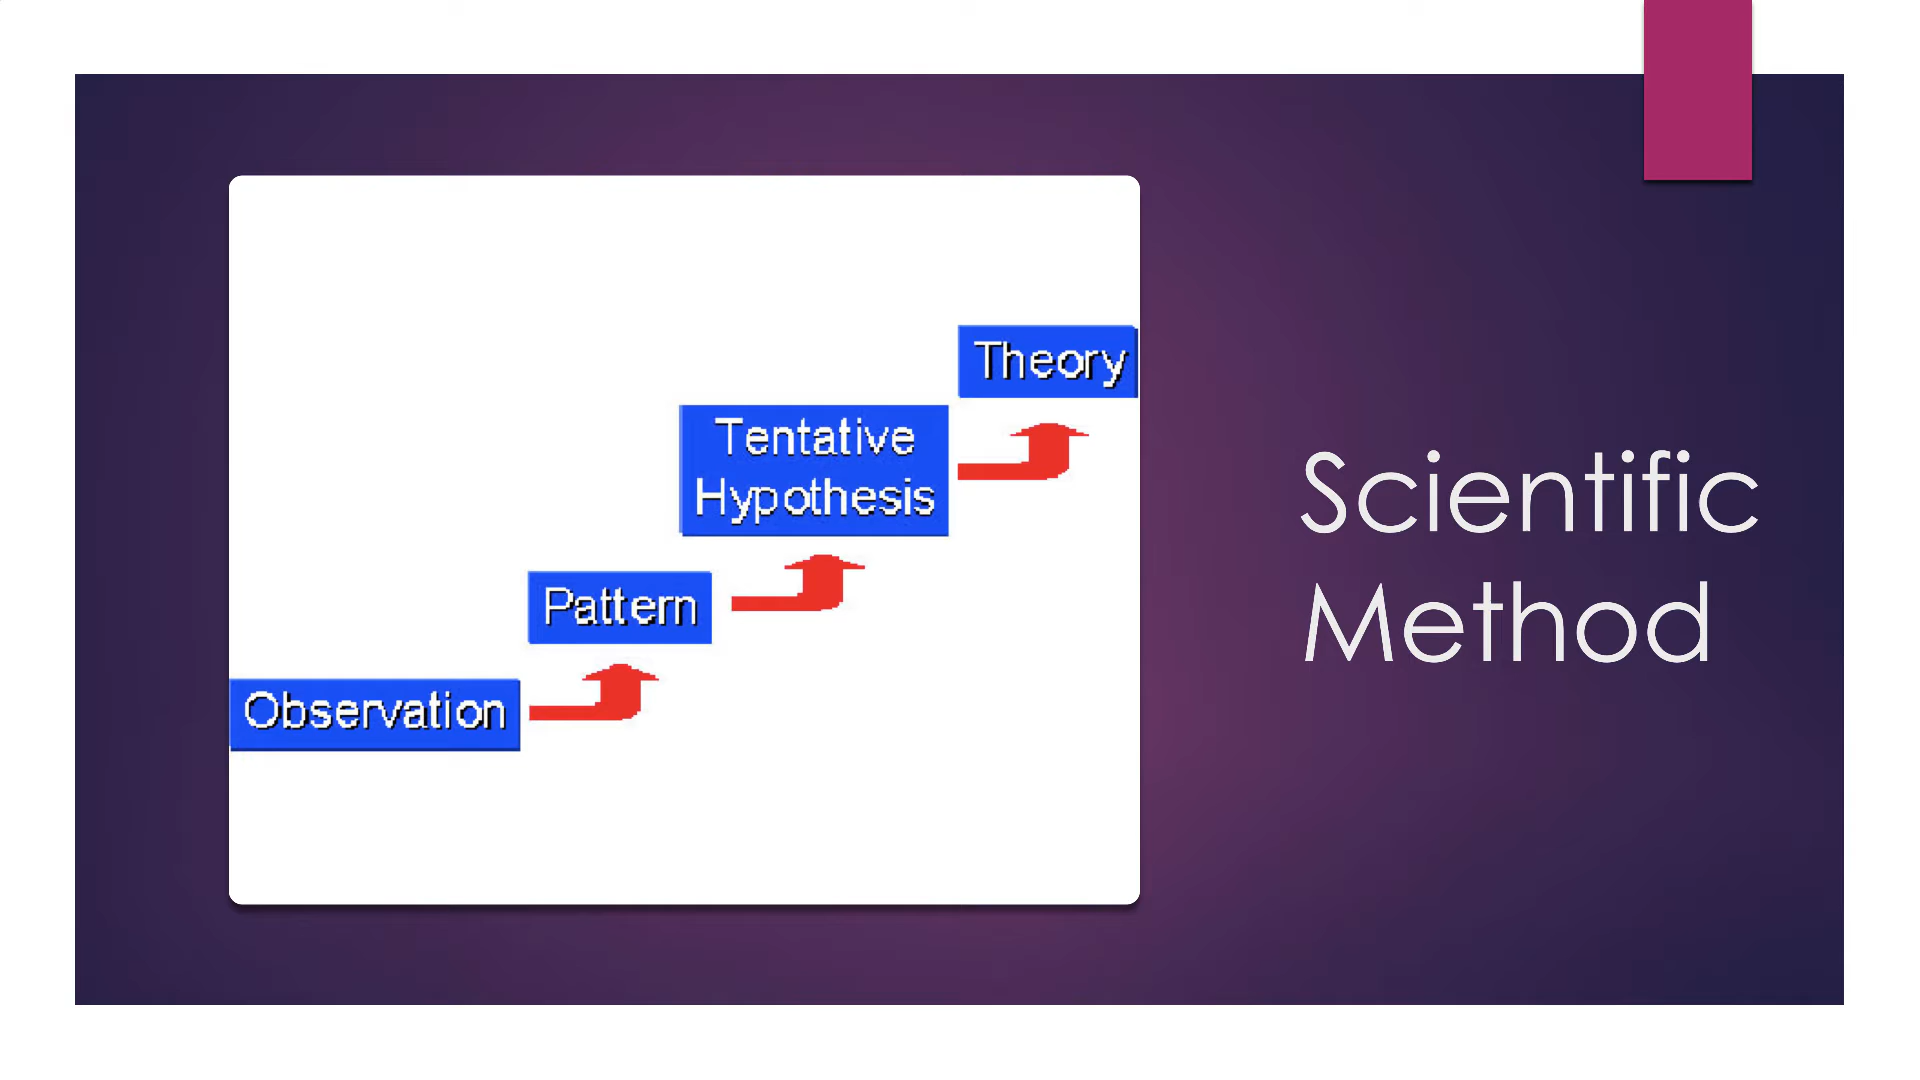 Theory
Tentative
Hypothesis
Pattern
Observation
Scientific
Method